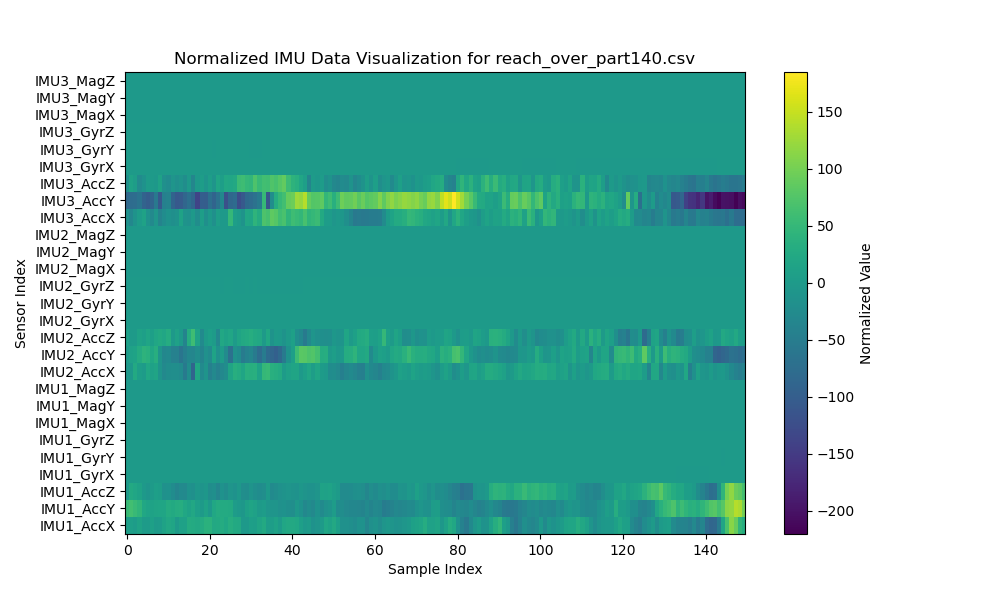 Normalized IMU Data Visualization for reach_over_part140.csv
IMU3_MagZ
IMU3_MagY
IMU3_MagX
IMU3_GyrZ
IMU3_GyrY
IMU3_GyrX
IMU3_AccZ
IMU3_AccY
IMU3_AccX
IMU2_MagZ
IMU2_MagY
IMU2_MagX
IMU2_GyrZ
IMU2_GyrY
IMU2_GyrX
IMU2_AccZ
IMU2_AccY
IMU2_AccX
IMU1_MagZ
IMU1_MagY
IMU1_MagX
IMU1_GyrZ
IMU1_GyrY
IMU1_GyrX
IMU1_AccZ
IMU1_AccY
IMU1_AccX
Sensor Index
0 20 40 60 80 100 120 140
Sample Index
150
100
50
0
−50
−100
−150
−200
Normalized Value